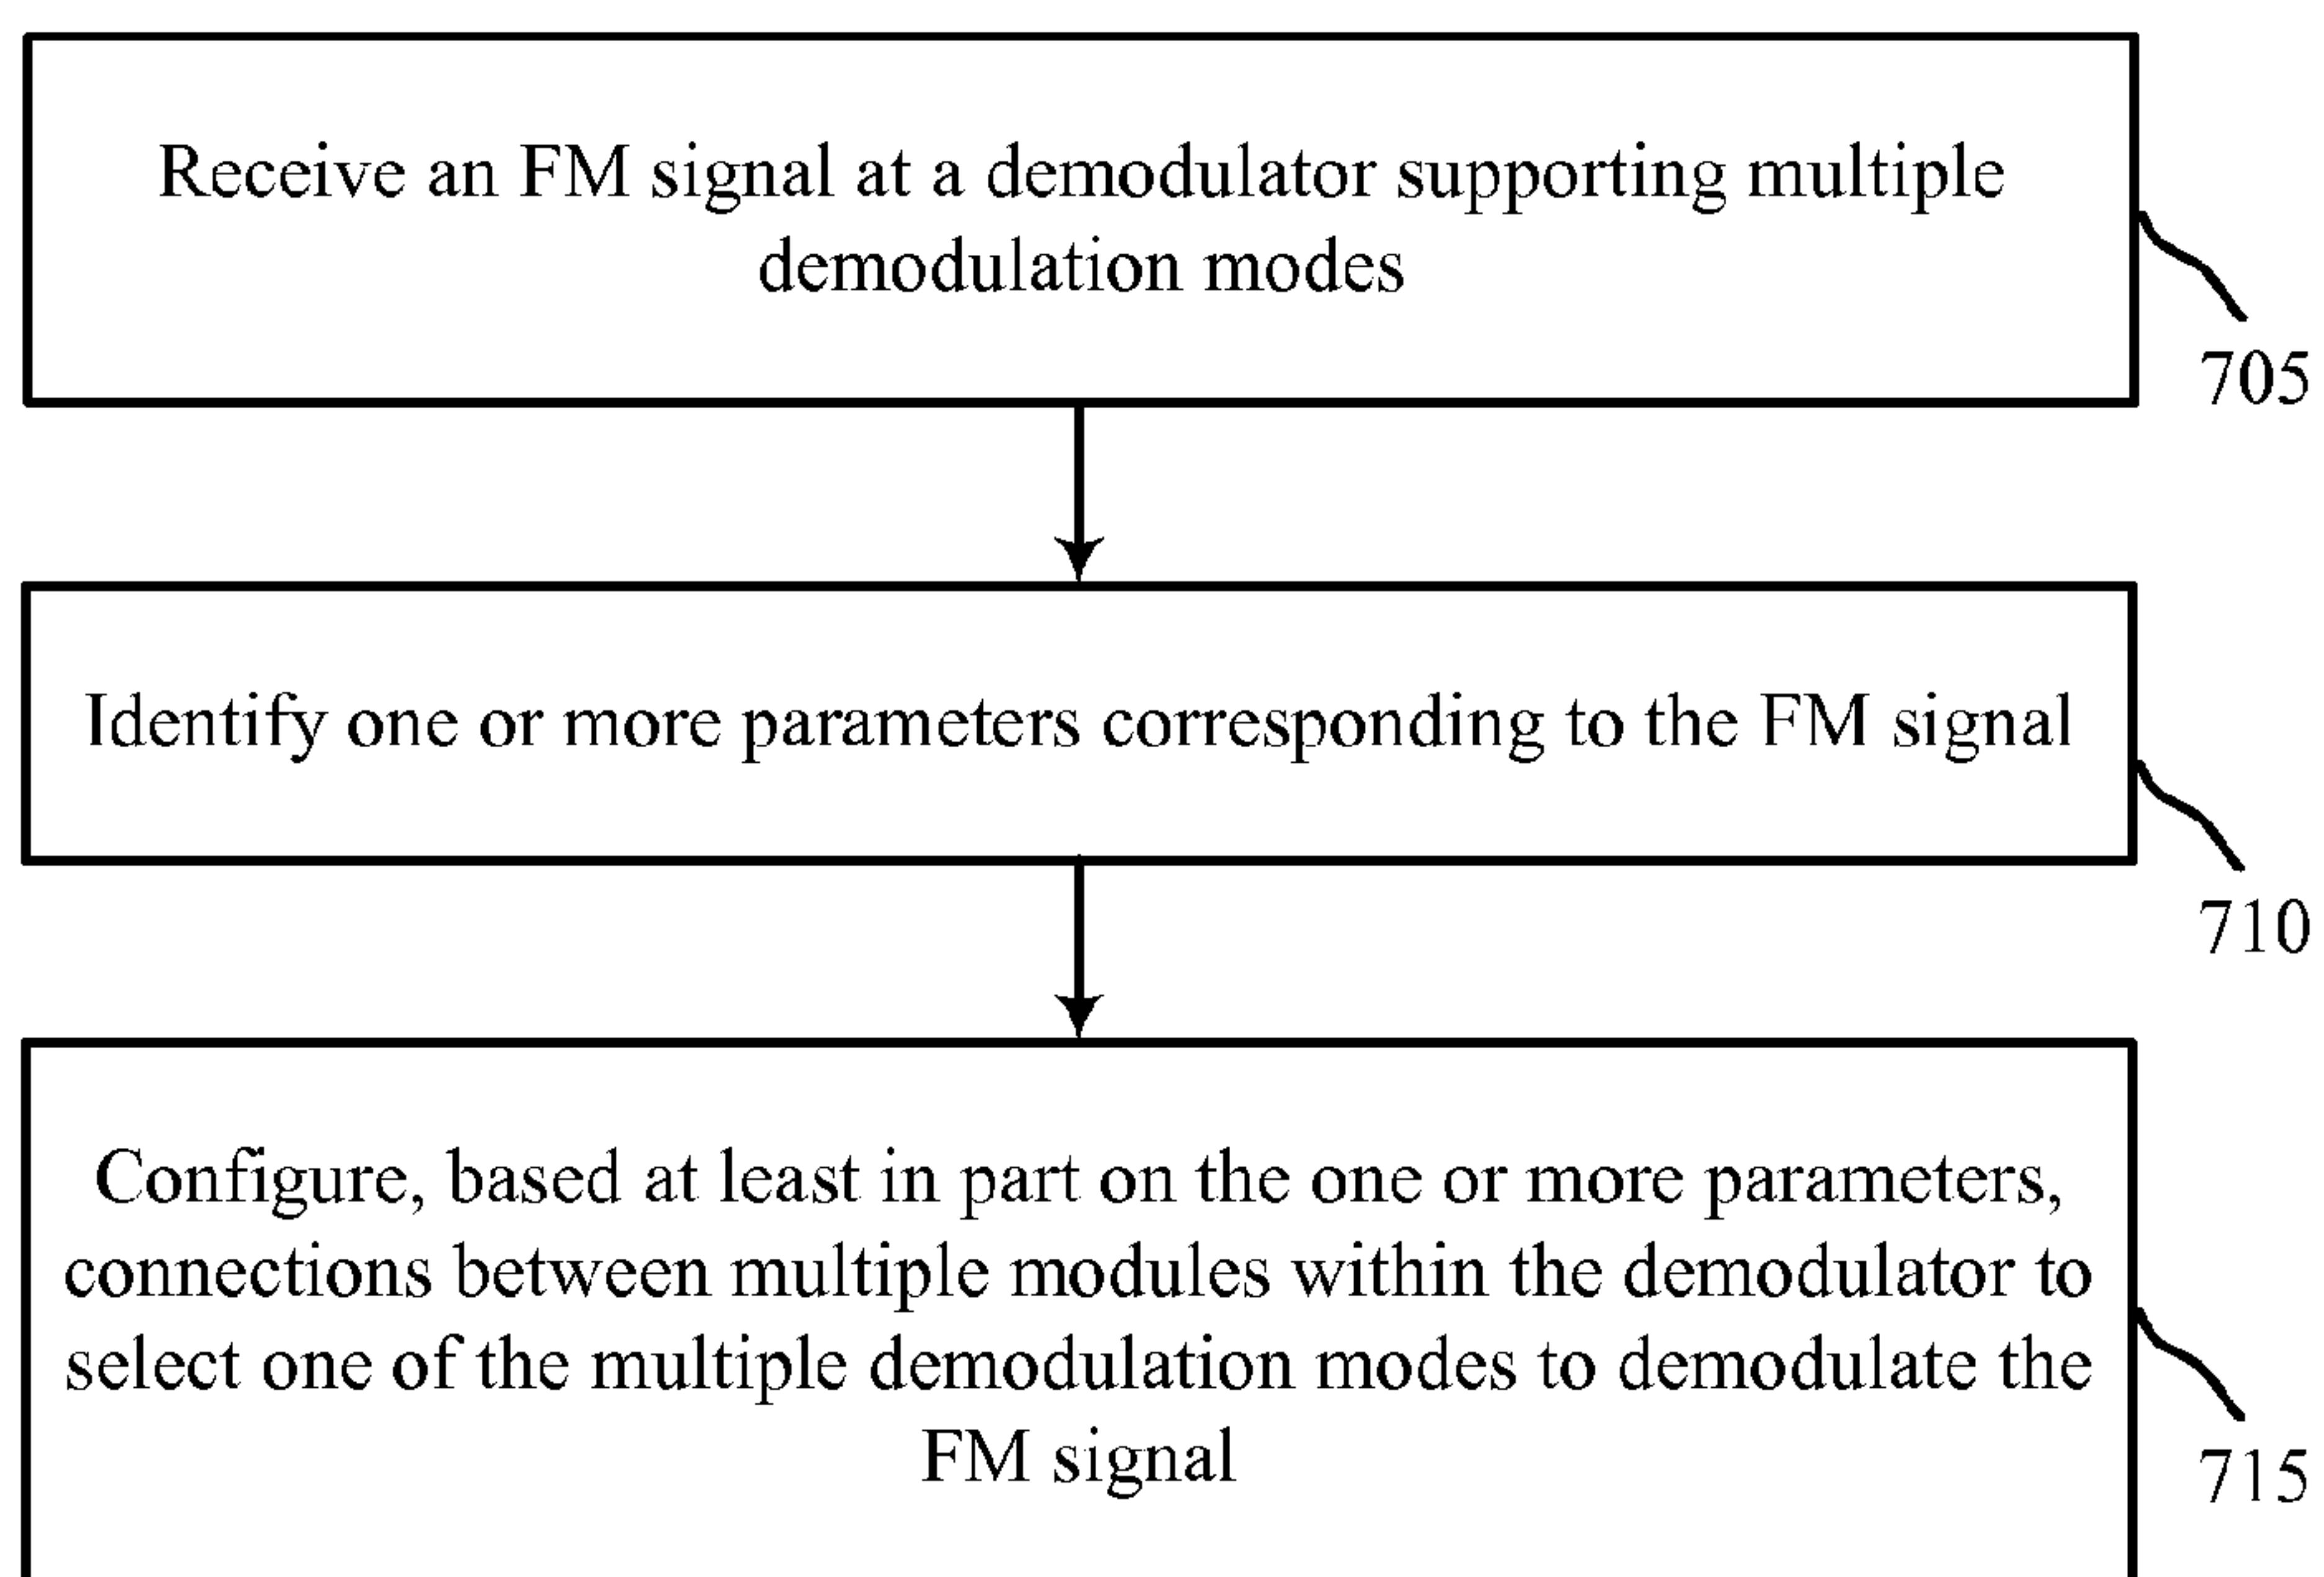 Receive an FM signal at a demodulator supporting multiple
demodulation modes
705
Identify one or more parameters corresponding to the FM signal
710
Configure, based at least in part on the one or more parameters,
connections between multiple modules within the demodulator to
select one of the multiple demodulation modes to demodulate the
FM signal
715